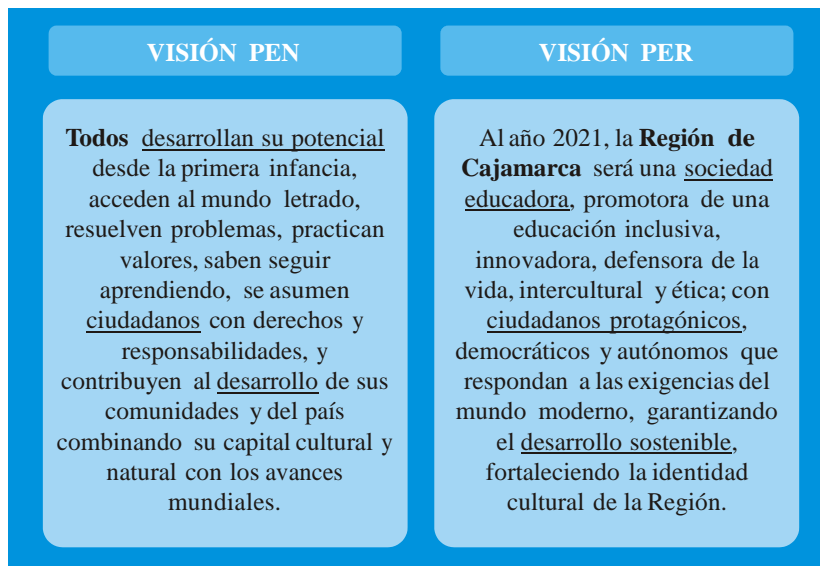 VISIÓN PEN
Todos desarrollan su potencial
desde la primera infancia,
acceden al mundo letrado,
resuelven problemas, practican
valores, saben seguir
aprendiendo, se asumen
ciudadanos con derechos y
responsabilidades, y
contribuyen al desarrollo de sus
comunidades y del país
combinando su capital cultural y
natural con los avances
mundiales.
VISIÓN PER
Al año 2021, la Región de
Cajamarca será una sociedad
educadora, promotora de una
educación inclusiva,
innovadora, defensora de la
vida, intercultural y ética; con
ciudadanos protagónicos,
democráticos y autónomos que
respondan a las exigencias del
mundo moderno, garantizando
el desarrollo sostenible,
fortaleciendo la identidad
cultural de la Región.